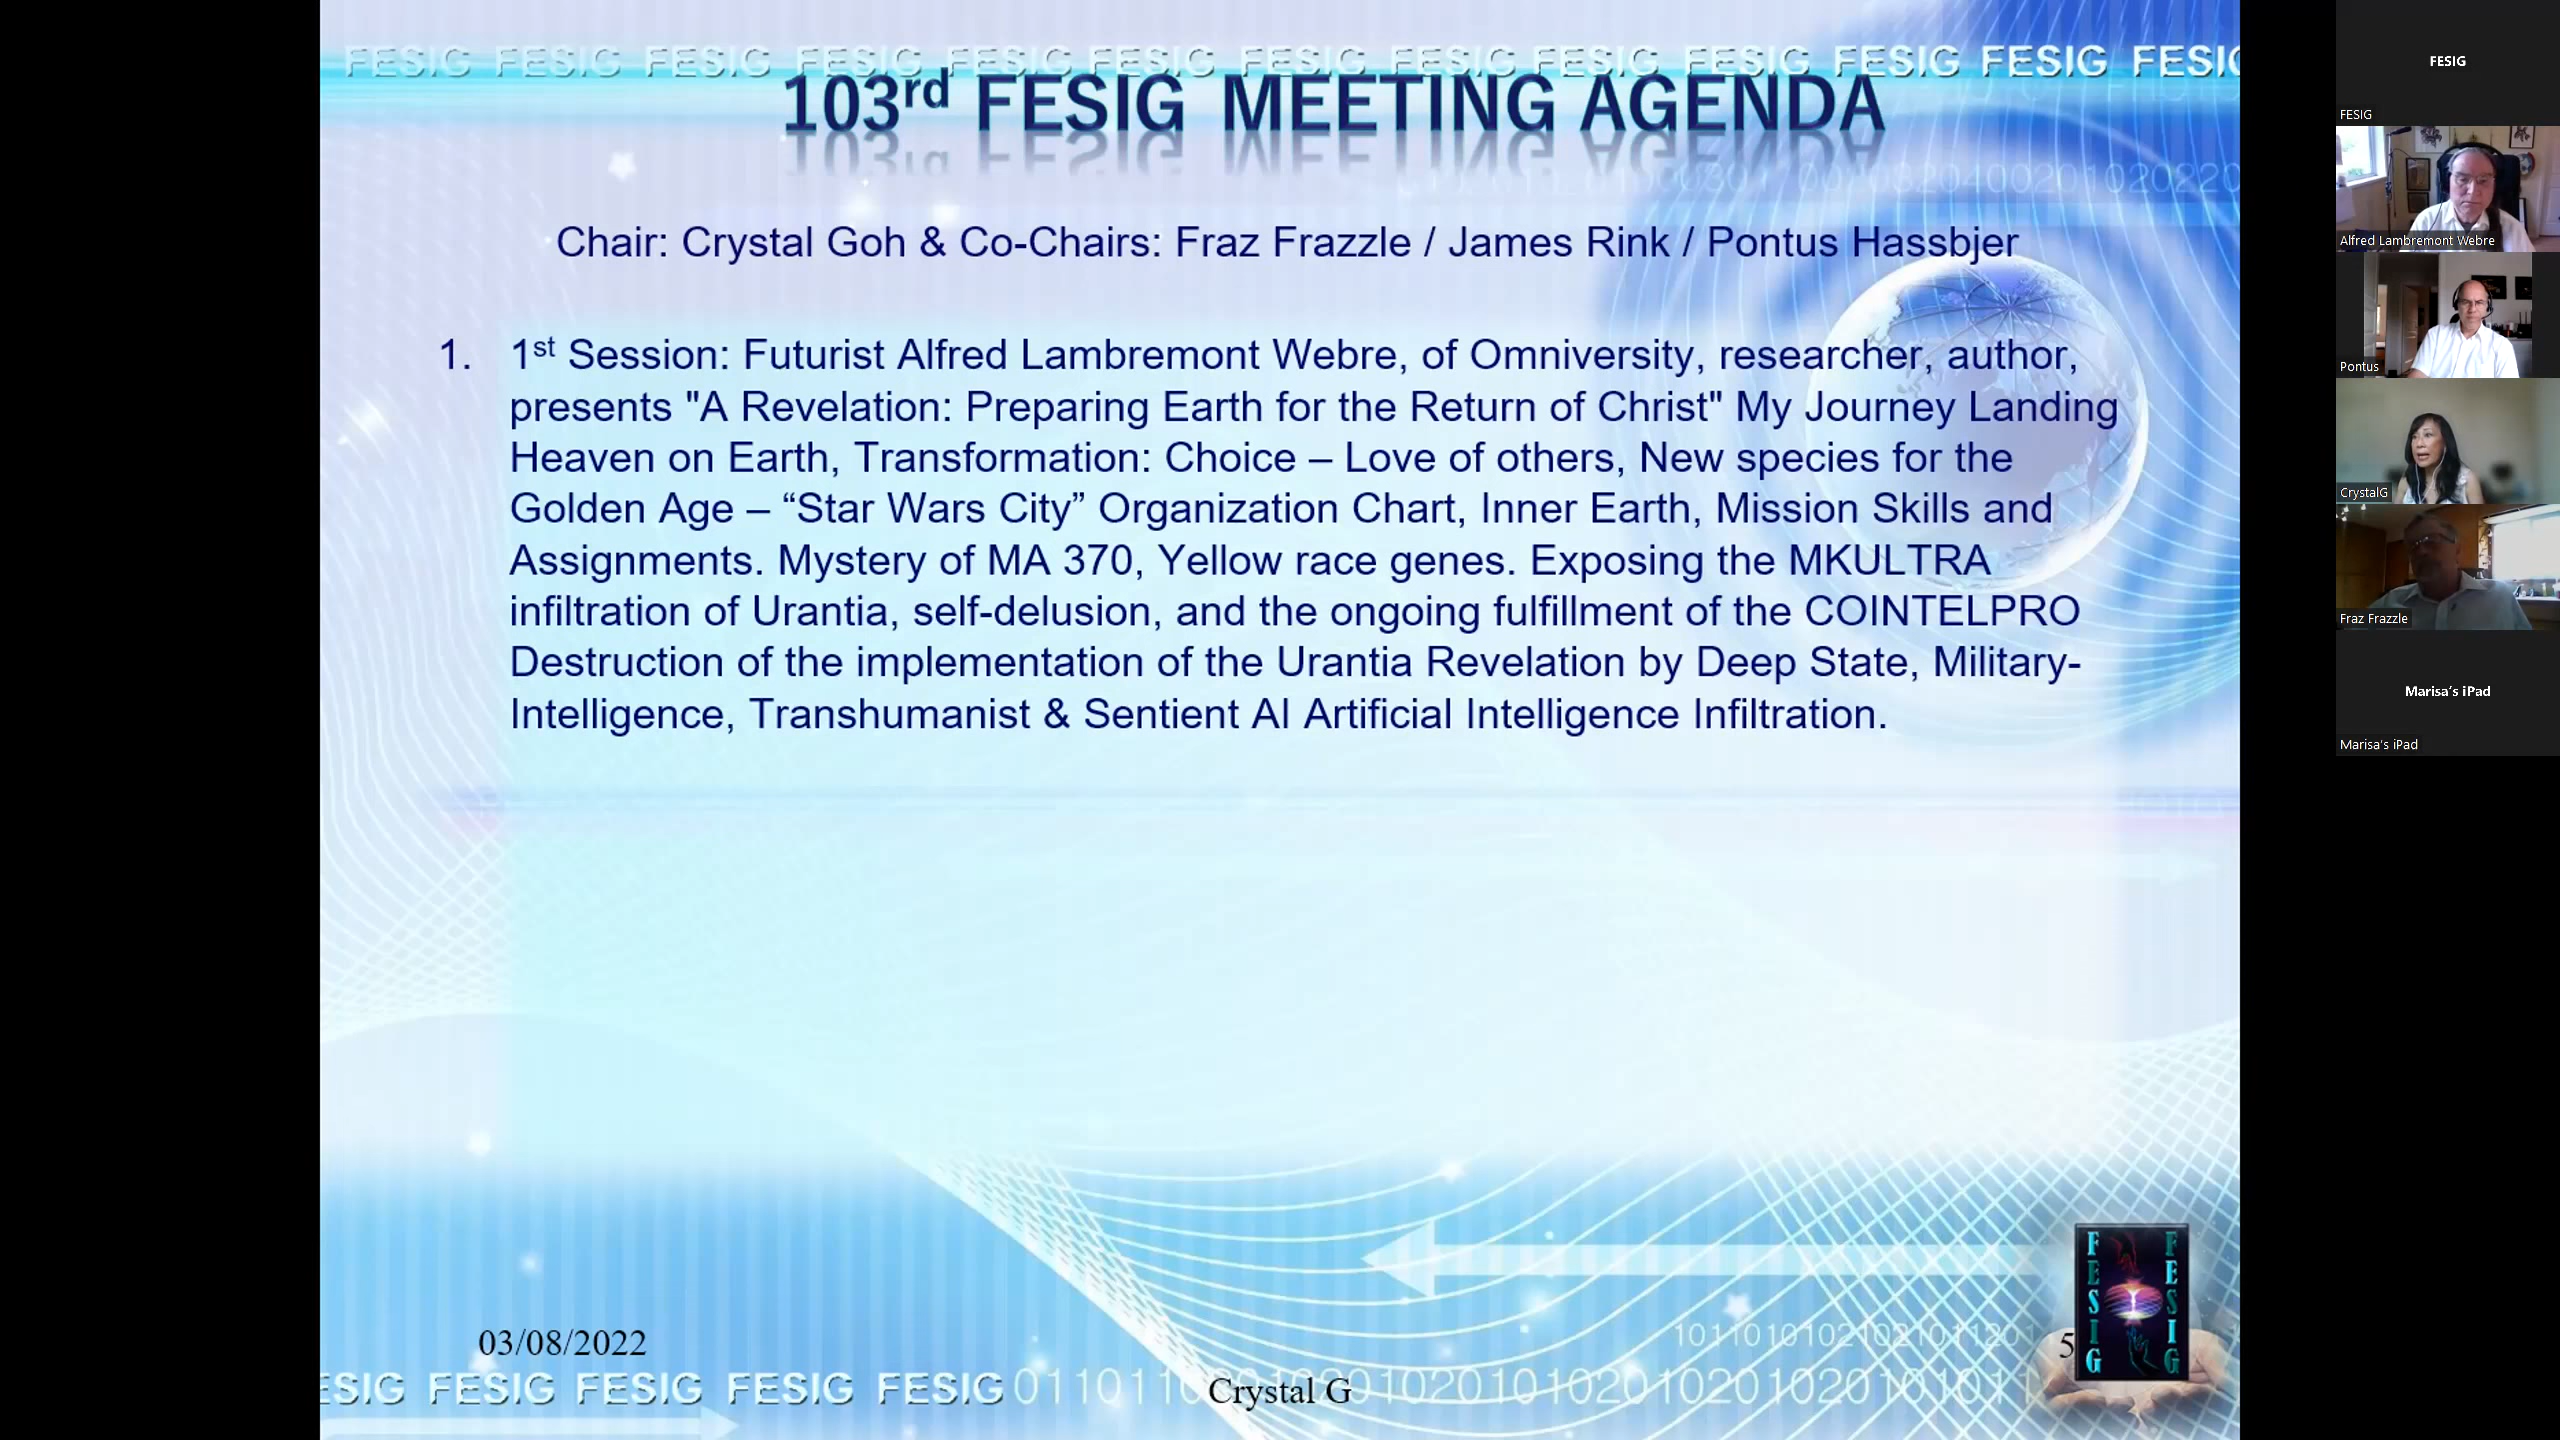 FESIG FESIG FESIG FESIG FESIG FESIG FESIG FESIG FESIG FESIG FESIG FESIG FESIG
103rd FESIG MEETING AGENDA
Chair: Crystal Goh & Co-Chairs: Fraz Frazzle / James Rink / Pontus Hassbjer
1. 1st Session: Futurist Alfred Lambremont Webre, of Omniversity, researcher, author,
presents "A Revelation: Preparing Earth for the Return of Christ" My Journey Landing
Heaven on Earth, Transformation: Choice – Love of others, New species for the
Golden Age – “Star Wars City” Organization Chart, Inner Earth, Mission Skills and
Assignments. Mystery of MA 370, Yellow race genes. Exposing the MKULTRA
infiltration of Urantia, self-delusion, and the ongoing fulfillment of the COINTELPRO
Destruction of the implementation of the Urantia Revelation by Deep State, Military-
Intelligence, Transhumanist & Sentient AI Artificial Intelligence Infiltration.
03/08/2022
5
FESIG FESIG
ESIG FESIG FESIG FESIG FESIG
Crystal G
FESIG
FESIG
Alfred Lambremont Webre
Pontus
CrystalG
Fraz Frazzle
Marisa's iPad
Marisa's iPad